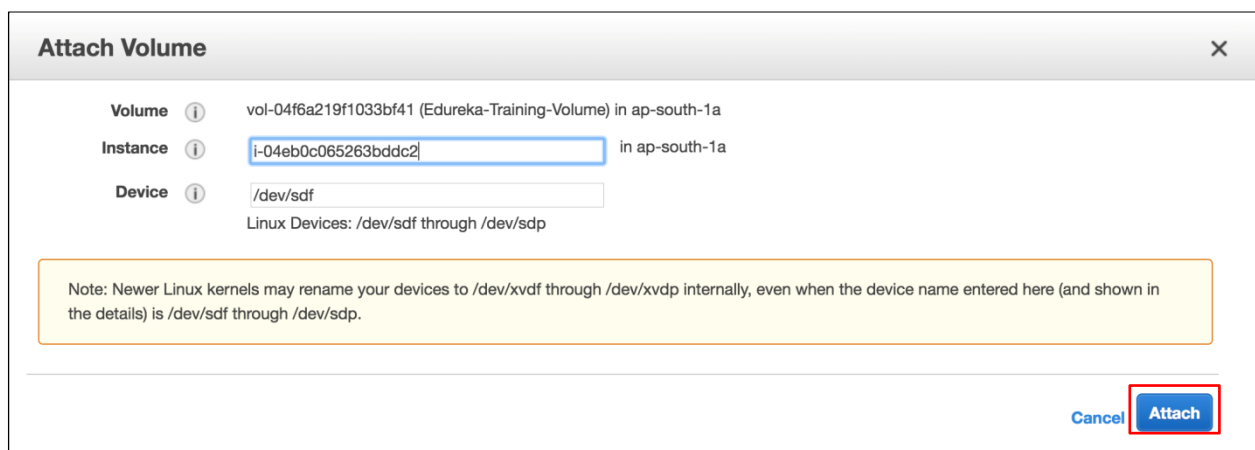 Attach Volume
Volume vol-04f6a219f1033bf41 (Edureka-Training-Volume) in ap-south-1a
Instance i-04eb0c065263bddc2 in ap-south-1a
Device /dev/sdf
Linux Devices: /dev/sdf through /dev/sdp
Note: Newer Linux kernels may rename your devices to /dev/xvdf through /dev/xvdp internally, even when the device name entered here (and shown in
the details) is /dev/sdf through /dev/sdp.
Cancel Attach